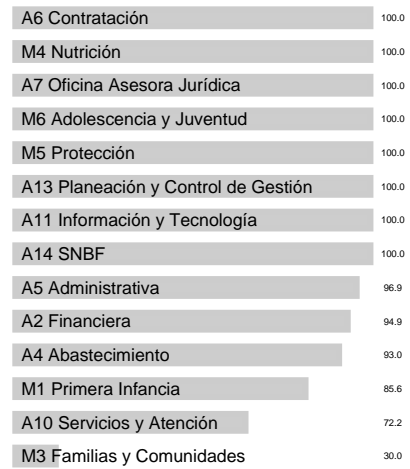 A6 Contratación 100.0
M4 Nutrición 100.0
A7 Oficina Asesora Jurídica 100.0
M6 Adolescencia y Juventud 100.0
M5 Protección 100.0
A13 Planeación y Control de Gestión 100.0
A11 Información y Tecnología 100.0
A14 SNBF 100.0
A5 Administrativa 96.9
A2 Financiera 94.9
A4 Abastecimiento 93.0
M1 Primera Infancia 85.6
A10 Servicios y Atención 72.2
M3 Familias y Comunidades 30.0